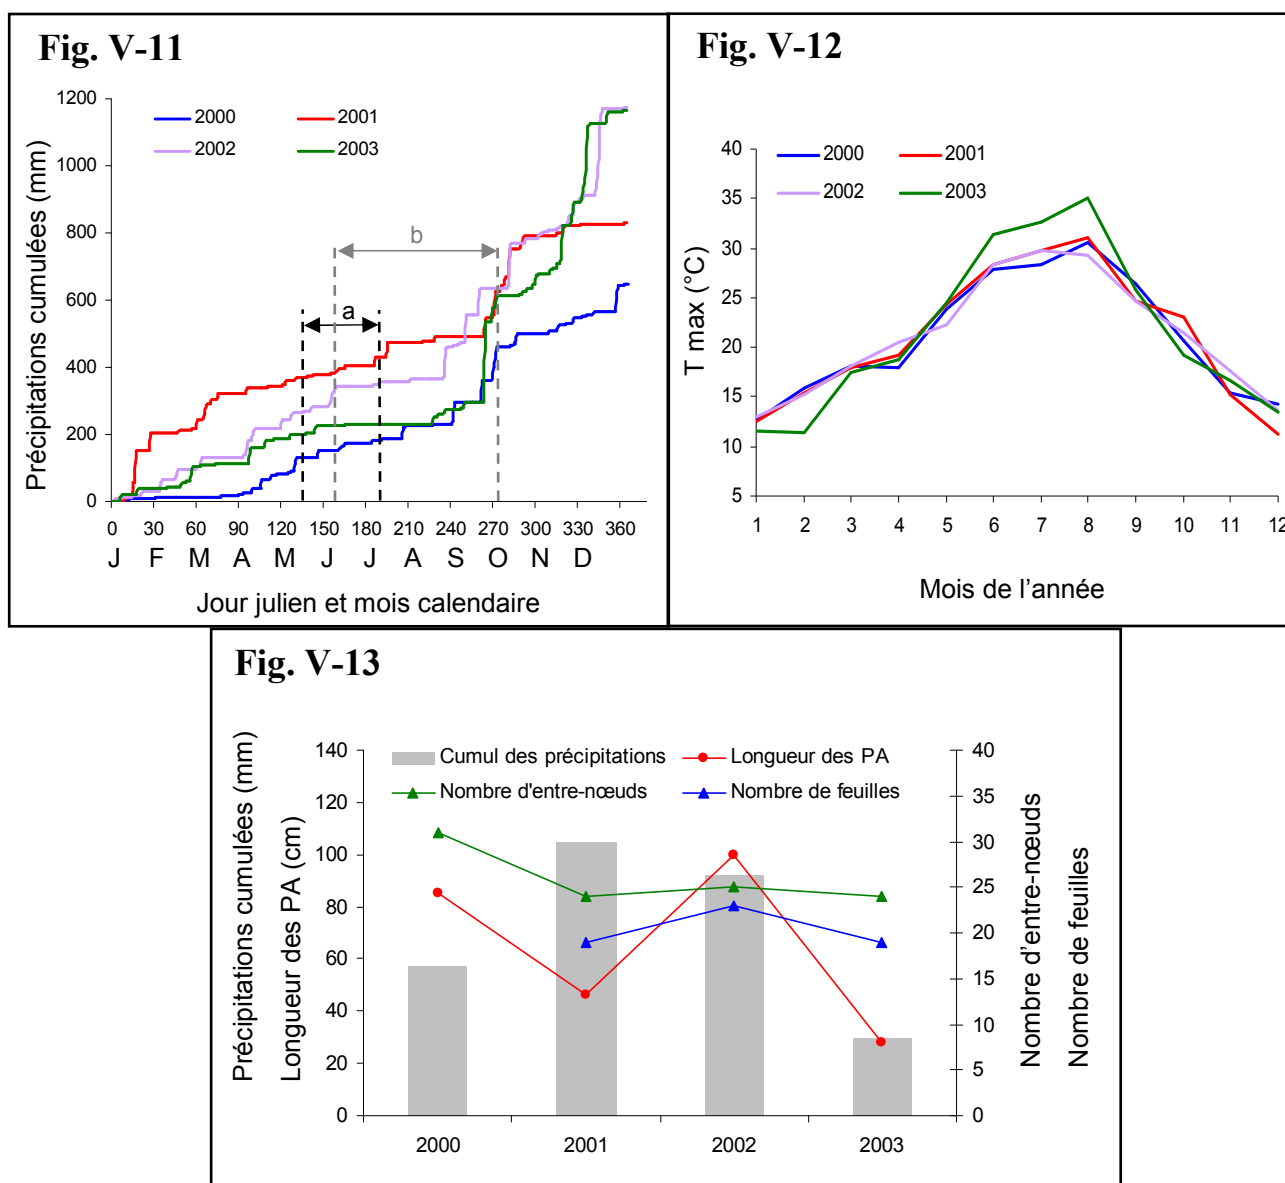 Fig. V-11
1200
1000
800
600
400
200
0
Précipitations cumulées (mm)
2000
2001
2002
2003
b
a
0 30 60 90 120 150 180 210 240 270 300 330 360
J F M A M J J A S O N D
Jour julien et mois calendaire
Fig. V-12
40
35
30
25
20
15
10
5
T max (°C)
2000
2001
2002
2003
1 2 3 4 5 6 7 8 9 10 11 12
Mois de l'année
Fig. V-13
Précipitations cumulées (mm)
Longueur des PA (cm)
140
120
100
80
60
40
20
0
Cumul des précipitations
Longueur des PA
Nombre d'entre-nœuds
Nombre de feuilles
40
35
30
25
20
15
10
5
0
Nombre d'entre-nœuds
Nombre de feuilles
2000 2001 2002 2003